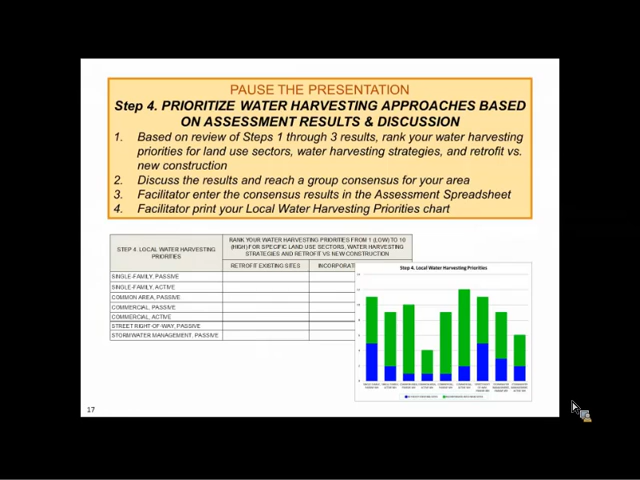 PAUSE THE PRESENTATION
Step 4. PRIORITIZE WATER HARVESTING APPROACHES BASED
ON ASSESSMENT RESULTS & DISCUSSION
1. Based on review of Steps 1 through 3 results, rank your water harvesting
priorities for land use sectors, water harvesting strategies, and retrofit vs.
new construction
2. Discuss the results and reach a group consensus for your area
3. Facilitator enter the consensus results in the Assessment Spreadsheet
4. Facilitator print your Local Water Harvesting Priorities chart
STEP 4. LOCAL WATER HARVESTING
PRIORITIES
RANK YOUR WATER HARVESTING PRIORITIES FROM 1 (LOW) TO 10
(HIGH) FOR SPECIFIC LAND USE SECTORS, WATER HARVESTING
STRATEGIES AND RETROFIT VS NEW CONSTRUCTION
RETROFIT EXISTING SITES
INCORPORAT
SINGLE-FAMILY, PASSIVE
SINGLE-FAMILY, ACTIVE
COMMON AREA, PASSIVE
COMMERCIAL, PASSIVE
COMMERCIAL, ACTIVE
STREET RIGHT-OF-WAY, PASSIVE
STORMWATER MANAGEMENT, PASSIVE
Step 4. Local Water Harvesting Priorities
17